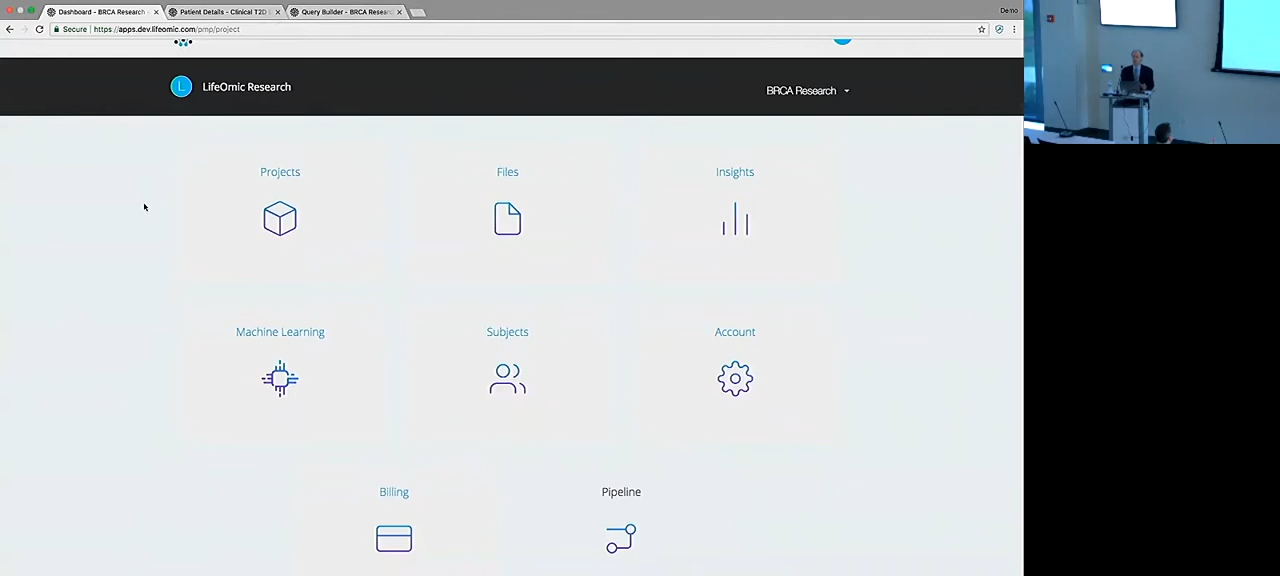 Dashboard - BRCA Research -
Patient Details - Clinical T2D
Query Builder - BRCA Resear
Demo
Secure https://apps.dev.lifeomic.com/pmp/project
L LifeOmic Research
BRCA Research
Projects
Files
Insights
Machine Learning
Subjects
Account
Billing
Pipeline